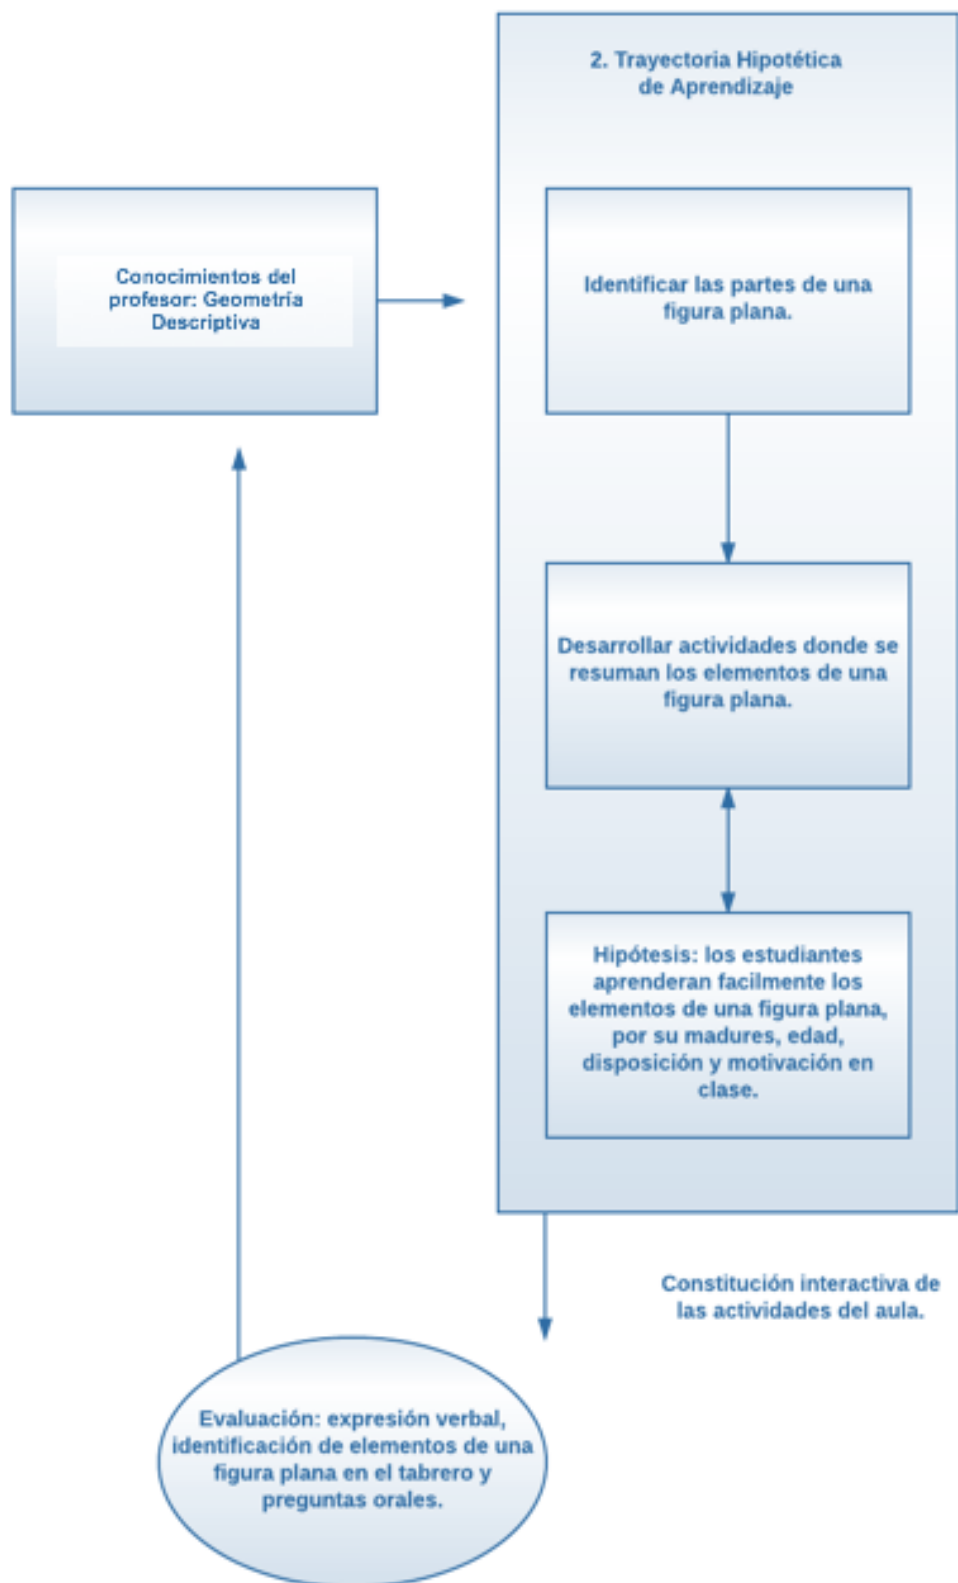 2. Trayectoria Hipotética
de Aprendizaje
Conocimientos del
profesor: Geometría
Descriptiva
Identificar las partes de una
figura plana.
Desarrollar actividades donde se
resuman los elementos de una
figura plana.
Hipótesis: los estudiantes
aprenderan facilmente los
elementos de una figura plana,
por su madures, edad,
disposición y motivación en
clase.
Constitución interactiva de
las actividades del aula.
Evaluación: expresión verbal,
identificación de elementos de una
figura plana en el tabrero y
preguntas orales.